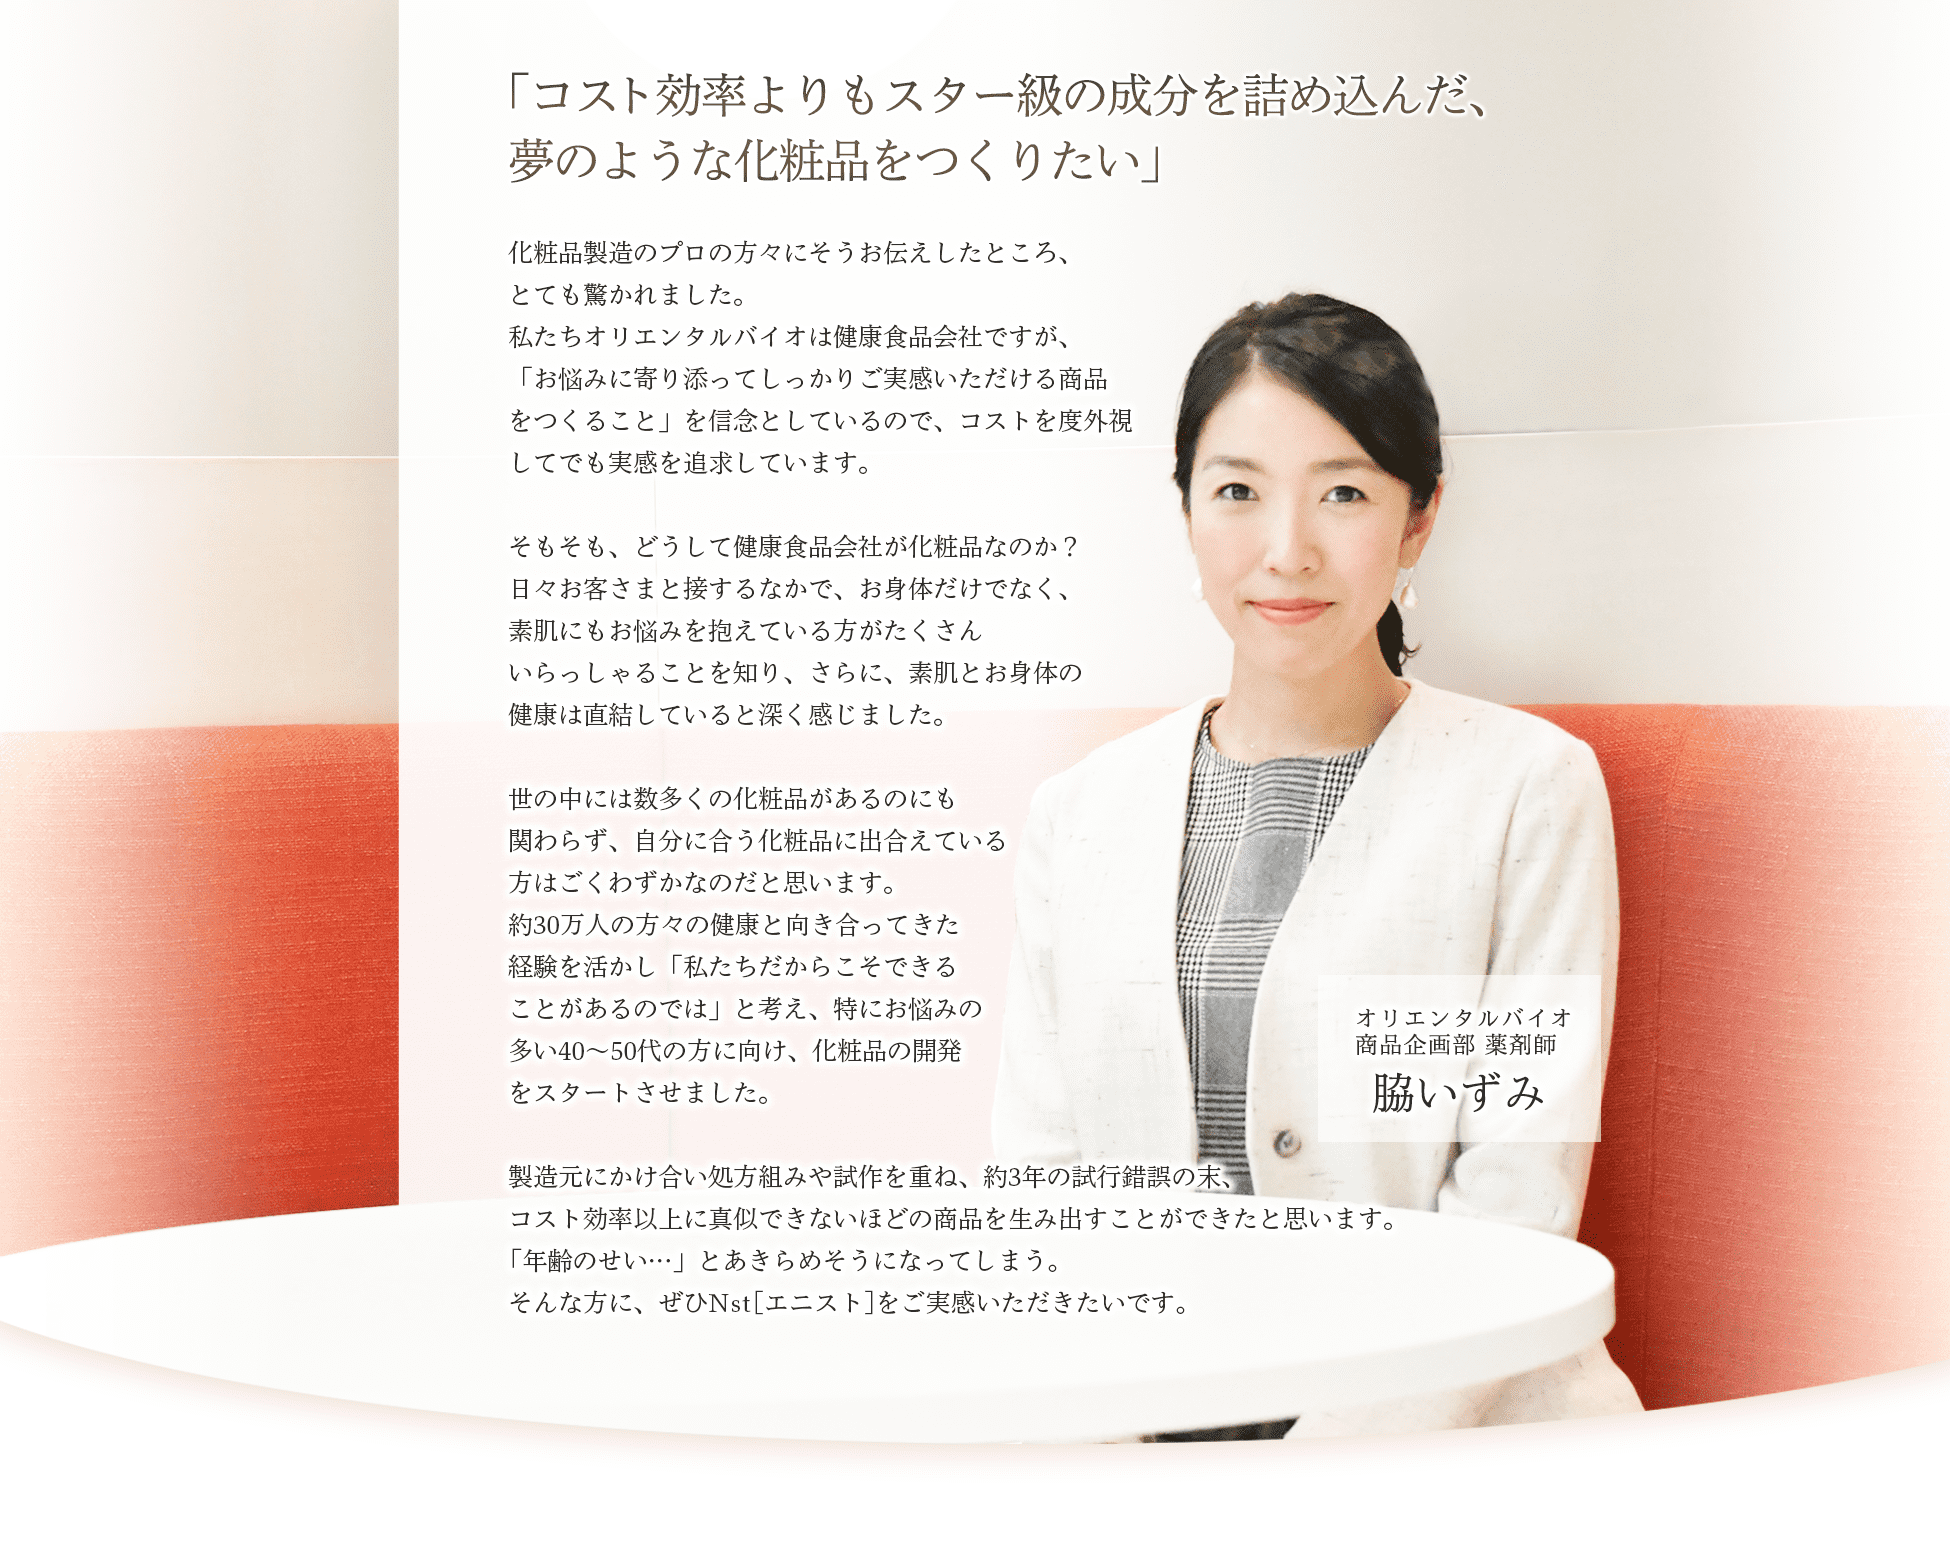 「コスト効率よりもスター級の成分を詰め込んだ、
夢のような化粧品をつくりたい」
化粧品製造のプロの方々にそうお伝えしたところ、
とても驚かれました。
私たちオリエンタルバイオは健康食品会社ですが、
「お悩みに寄り添ってしっかりご実感いただける商品
をつくること」を信念としているので、コストを度外視
してでも実感を追求しています。
そもそも、どうして健康食品会社が化粧品なのか？
日々お客さまと接するなかで、お身体だけでなく、
素肌にもお悩みを抱えている方がたくさん
いらっしゃることを知り、さらに、素肌とお身体の
健康は直結していると深く感じました。
世の中には数多くの化粧品があるのにも
関わらず、自分に合う化粧品に出合えている
方はごくわずかなのだと思います。
約30万人の方々の健康と向き合ってきた
経験を活かし「私たちだからこそできる
ことがあるのでは」と考え、特にお悩みの
多い40〜50代の方に向け、化粧品の開発
をスタートさせました。
製造元にかけ合い処方組みや試作を重ね、約3年の試行錯誤の末、
コスト効率以上に真似できないほどの商品を生み出すことができたと思います。
「年齢のせい…」とあきらめそうになってしまう。
そんな方に、ぜひNst［エニスト］をご実感いただきたいです。
オリエンタルバイオ
商品企画部 薬剤師
脇いずみ